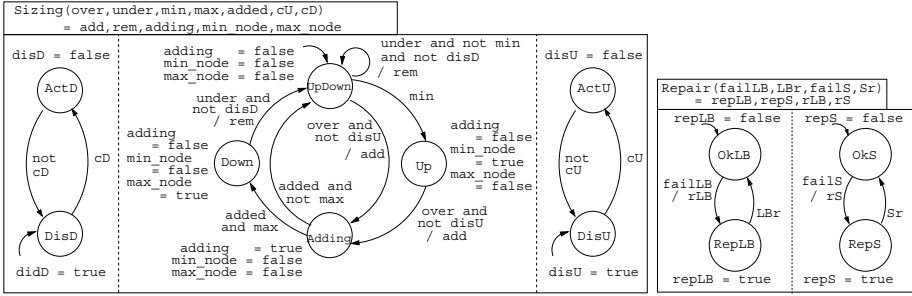 Sizing(over,under,min,max,added,cU,cD)
= add,rem,adding,min_node,max_node
disD = false
ActD
not
cD
cD
DisD
didD = true
adding = false
min_node = false
max_node = false
UpDown
under and not min
and not disD
/ rem
under and
not disD
/ rem
min
over and
not disU
/ add
adding
= false
min_node
= false
max_node
= true
Down
Up
adding
= false
min_node
= true
max_node
= false
added and
not max
added
and max
over and
not disU
/ add
Adding
adding = true
min_node = false
max_node = false
disU = false
ActU
not
cU
cU
DisU
disU = true
Repair(failLB,LBr,failS,Sr)
= repLB,repS,rLB,rS
repLB = false
OkLB
failLB
/ rLB
LBr
RepLB
repLB = true
repS = false
OkS
failS
/ rS
Sr
RepS
repS = true